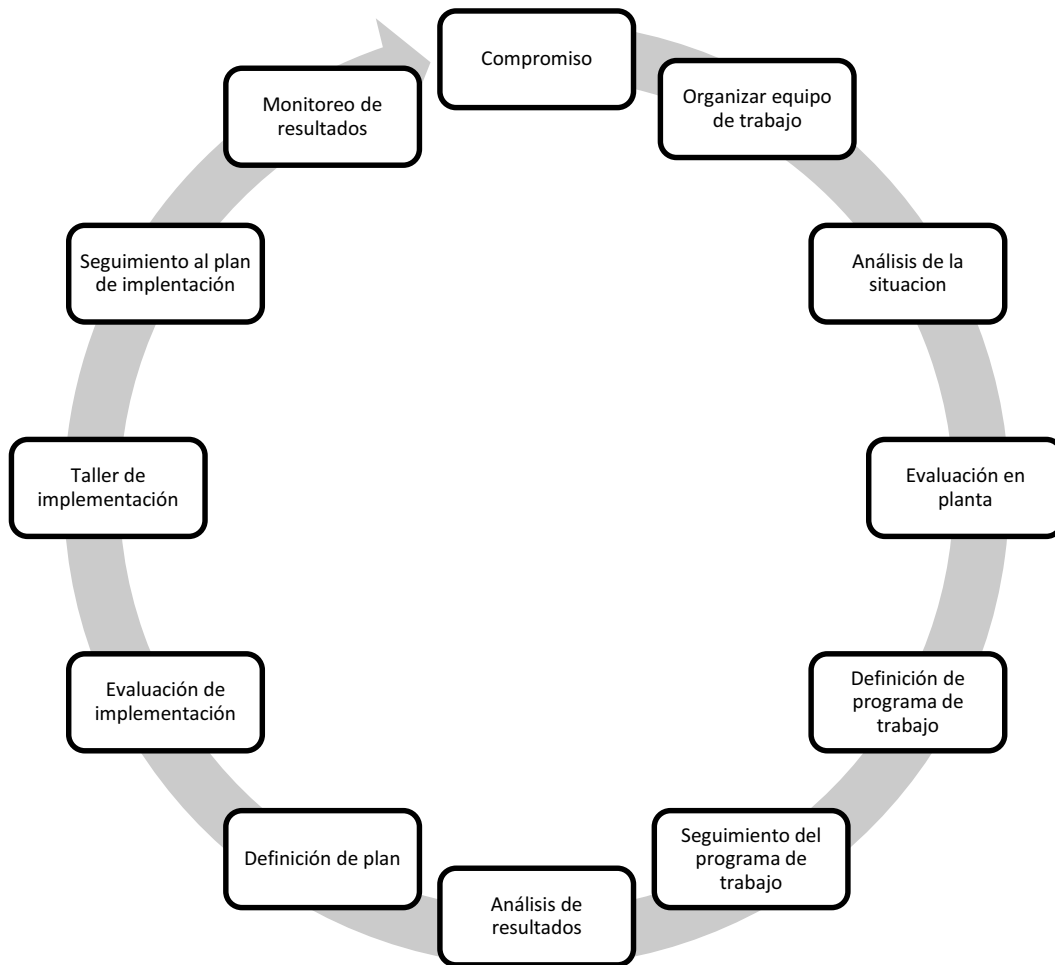 Compromiso
Organizar equipo
de trabajo
Análisis de la
situacion
Evaluación en
planta
Definición de
programa de
trabajo
Seguimiento del
programa de
trabajo
Análisis de
resultados
Definición de plan
Evaluación de
implementación
Taller de
implementación
Seguimiento al plan
de implentación
Monitoreo de
resultados